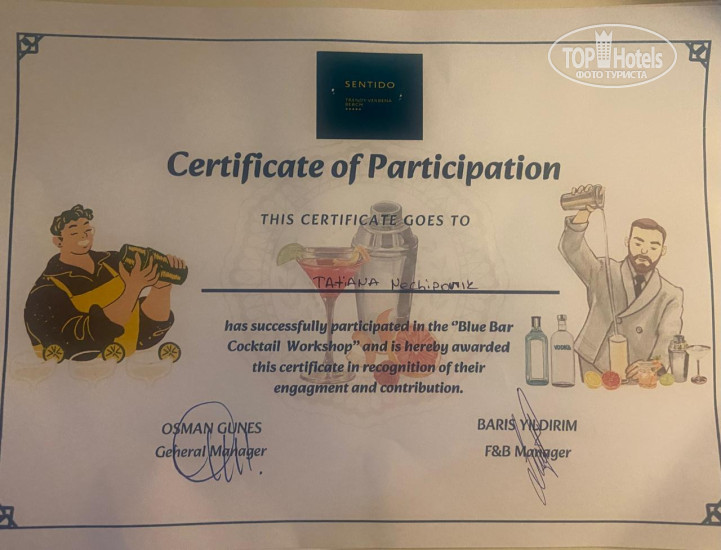 TOP Hotels
ФОТО ТУРИСТА
SENTIDO
BEACH
Certificate of Participation
THIS CERTIFICATE GOES TO
TAtiANA
has successfully participated in the "Blue Bar
Cocktail Workshop" and is hereby awarded
this certificate in recognition of their
engagment and contribution.
OSMAN GUNES
General Manager
BARIS YILDIRIM
F&B Manager
VODKA